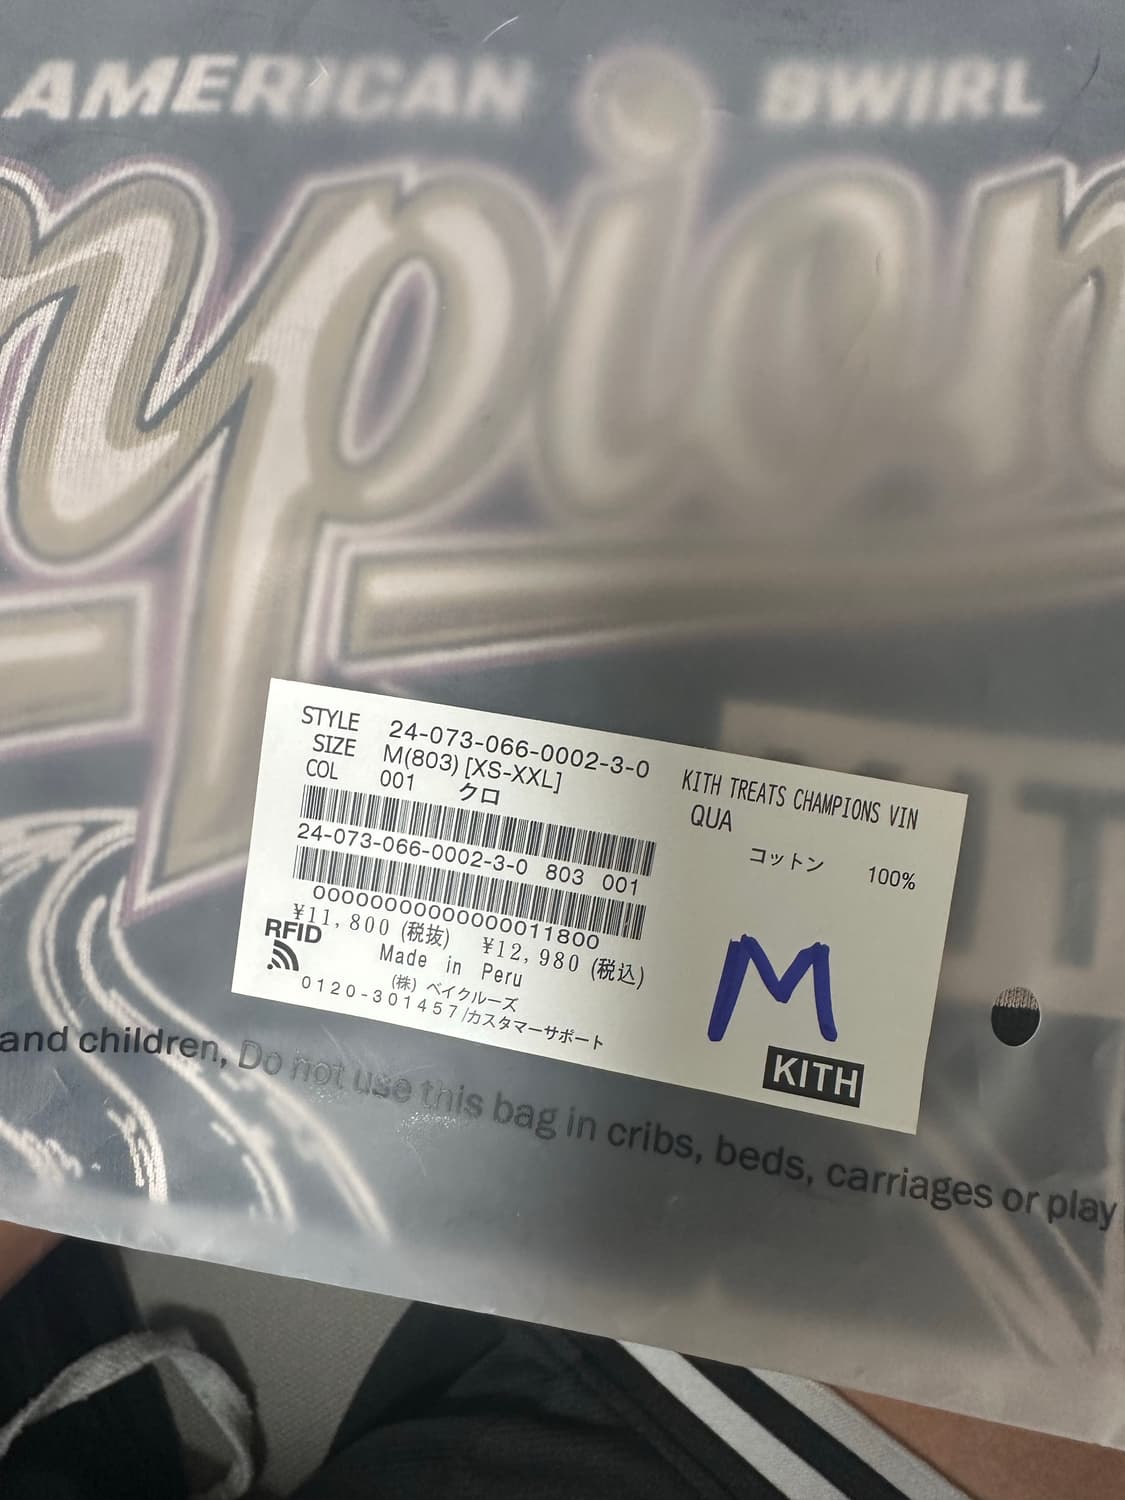 AMERICAN SWIRL
mpion
STYLE 24-073-066-0002-3-0
SIZE M(803) [XS-XXL]
COL 001 クロ
24-073-066-0002-3-0 803 001
00000000000000011800
¥11,800 (税抜) ¥12,980 (税込)
RFID
Made in Peru
(株) ベイクルーズ
0120-301457/カスタマーサポート
KITH TREATS CHAMPIONS VIN
QUA
コットン 100%
M
KITH
and children, Do not use this bag in cribs, beds, carriages or play